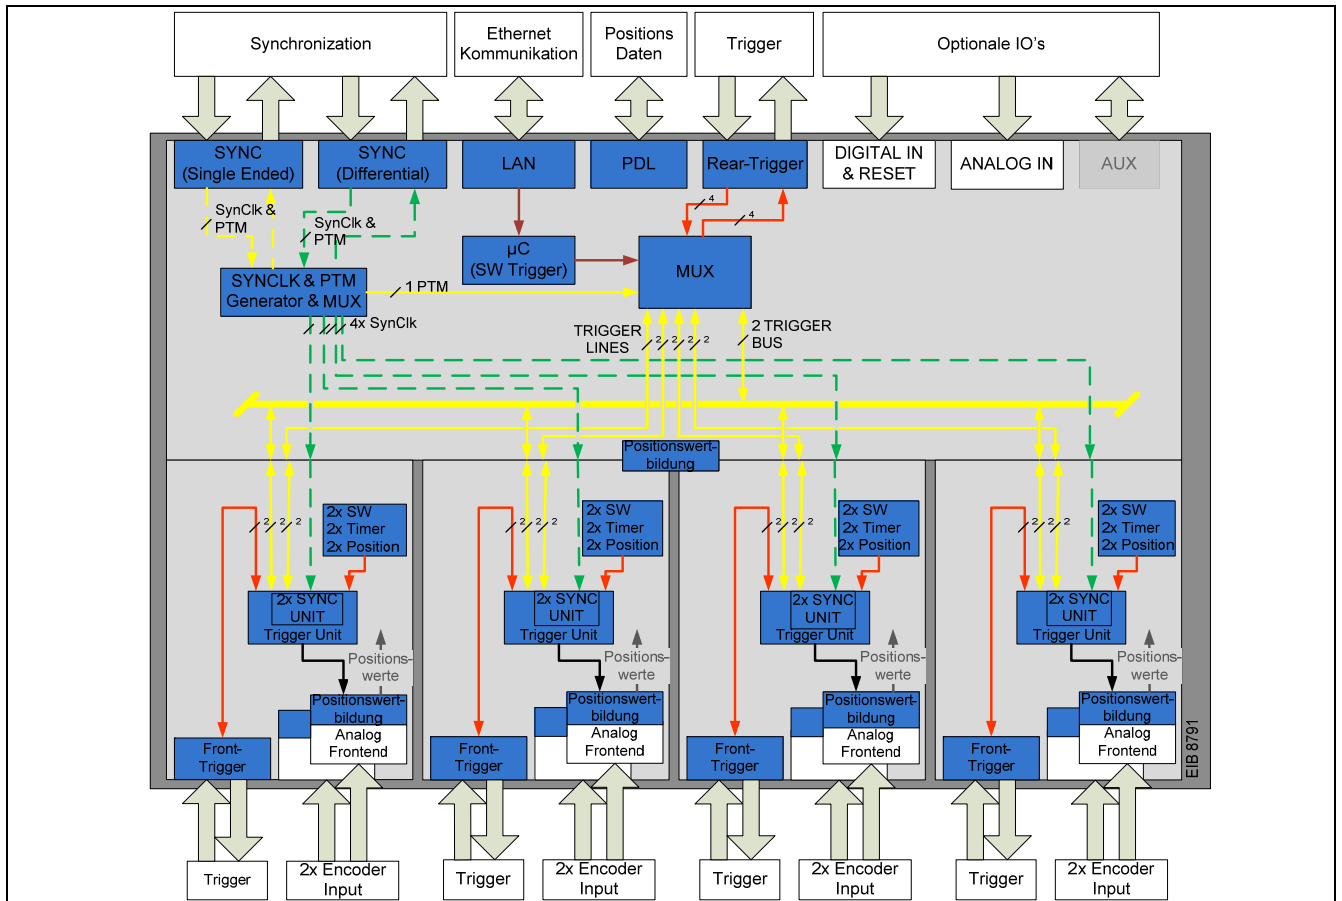 Synchronization
Ethernet
Kommunikation
Positions
Daten
Trigger
Optionale IO's
SYNC
(Single Ended)
SYNC
(Differential)
LAN
PDL
Rear-Trigger
DIGITAL IN
& RESET
ANALOG IN
AUX
SynClk &
PTM
SynClk &
PTM
4
4
µC
(SW Trigger)
MUX
SYNCLK & PTM
Generator & MUX
1 PTM
4x SynClk
TRIGGER
LINES
2 2 2 2
2 TRIGGER
BUS
Positionswert-
bildung
2 2 2
2x SW
2x Timer
2x Position
2x SYNC
UNIT
Trigger Unit
Positions-
werte
Positionswert-
bildung
Analog
Frontend
Front-
Trigger
2 2 2
2x SW
2x Timer
2x Position
2x SYNC
UNIT
Trigger Unit
Positions-
werte
Positionswert-
bildung
Analog
Frontend
Front-
Trigger
2 2 2
2x SW
2x Timer
2x Position
2x SYNC
UNIT
Trigger Unit
Positions-
werte
Positionswert-
bildung
Analog
Frontend
Front-
Trigger
2 2 2
2x SW
2x Timer
2x Position
2x SYNC
UNIT
Trigger Unit
Positions-
werte
Positionswert-
bildung
Analog
Frontend
Front-
Trigger
EIB 8791
Trigger
2x Encoder
Input
Trigger
2x Encoder
Input
Trigger
2x Encoder
Input
Trigger
2x Encoder
Input